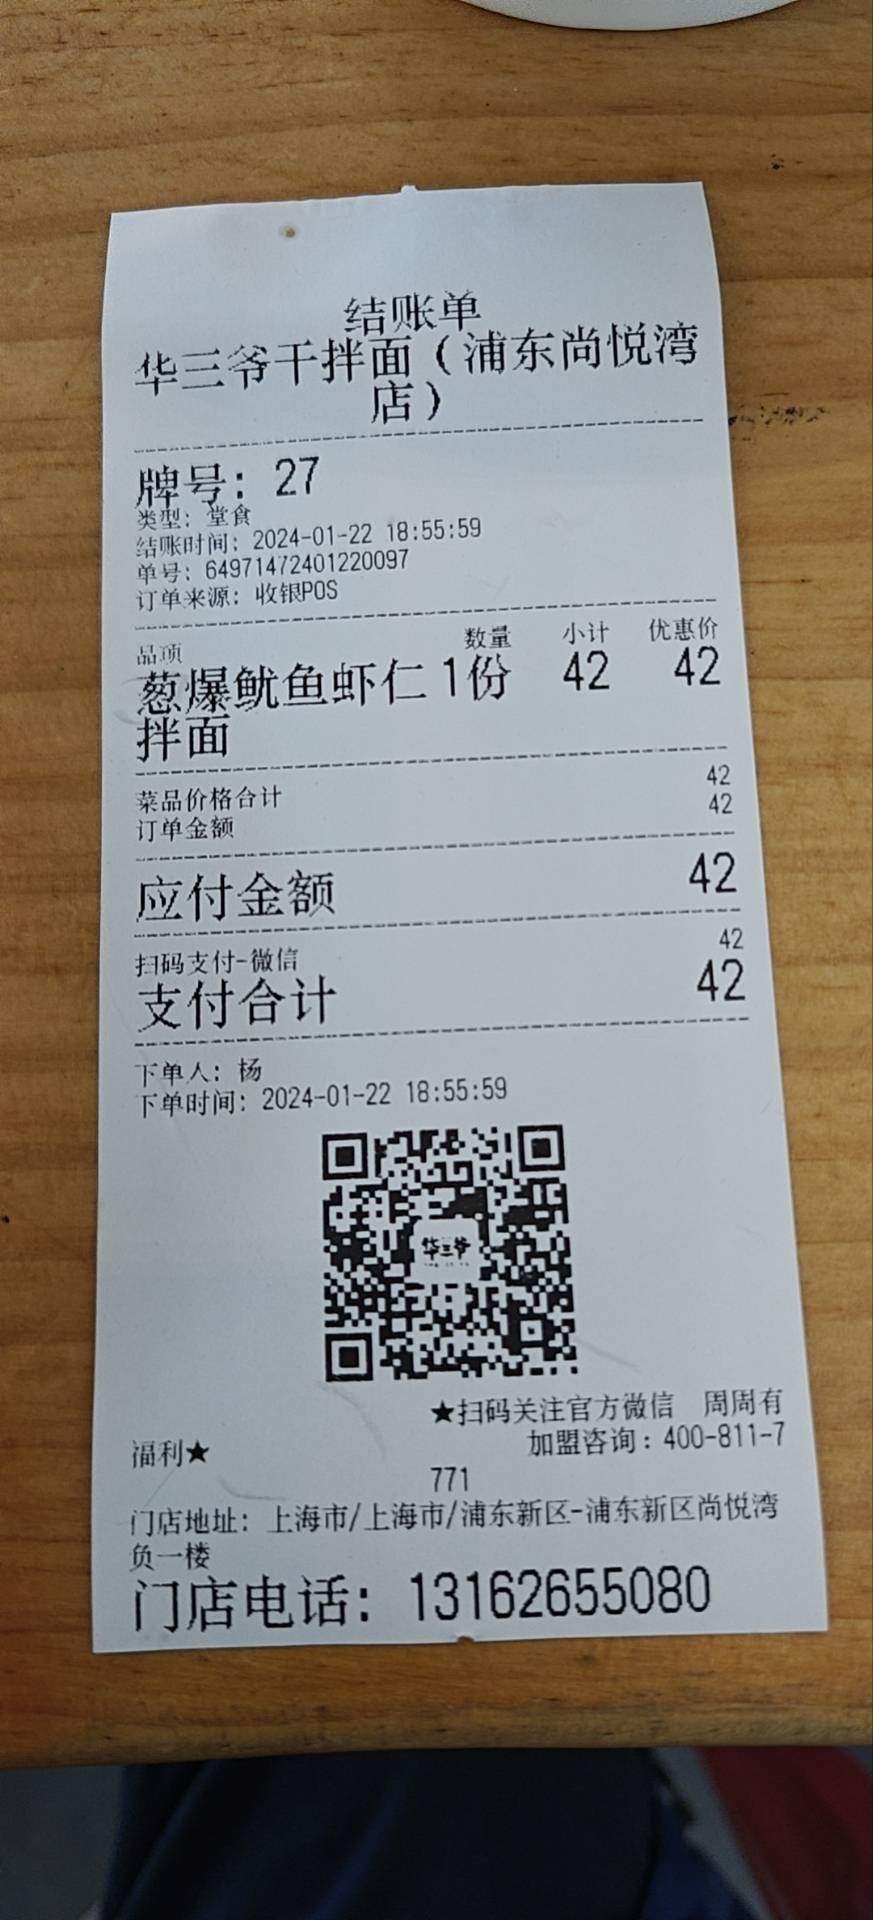 结账单
华三爷干拌面（浦东尚悦湾
店）
牌号：27
类型：堂食
结账时间：2024-01-22 18:55:59
单号：64971472401220097
订单来源：收银POS
品项 数量 小计 优惠价
葱爆鱿鱼虾仁 1份 42 42
拌面
菜品价格合计 42
订单金额 42
应付金额 42
扫码支付-微信 42
支付合计 42
下单人：杨
下单时间：2024-01-22 18:55:59
华三爷
★扫码关注官方微信 周周有
福利★ 加盟咨询：400-811-7
771
门店地址：上海市/上海市/浦东新区-浦东新区尚悦湾
负一楼
门店电话：13162655080